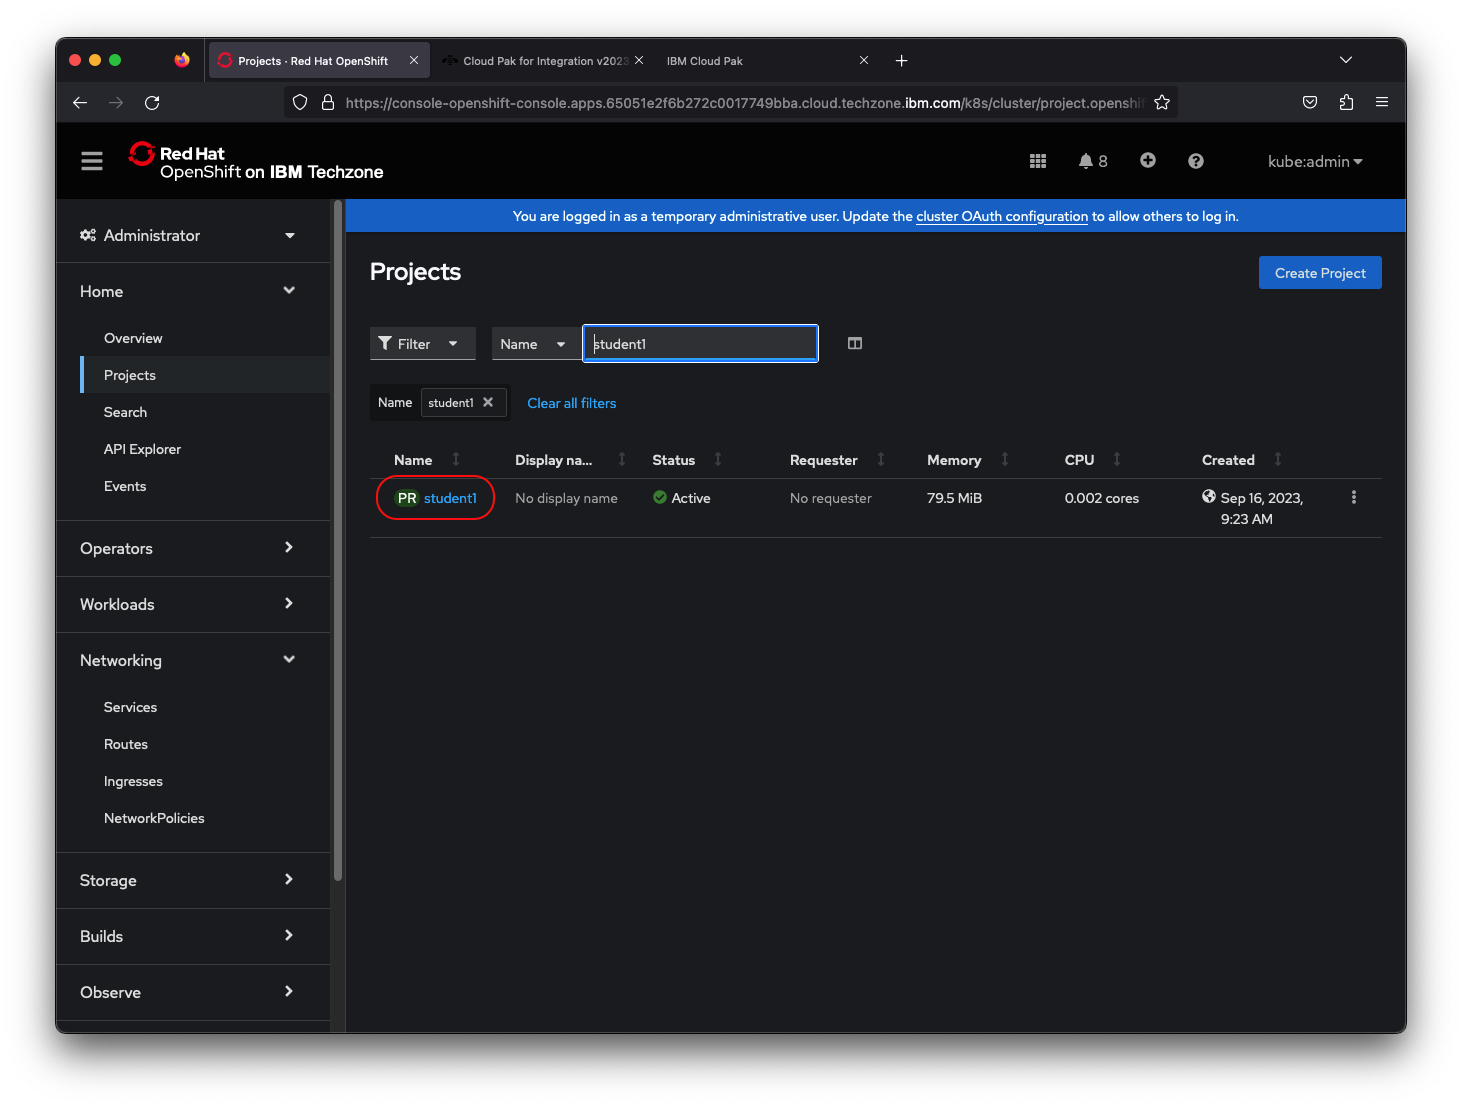 Projects · Red Hat OpenShift
Cloud Pak for Integration v2023
IBM Cloud Pak
https://console-openshift-console.apps.65051e2f6b272c0017749bba.cloud.techzone.ibm.com/k8s/cluster/project.openshif
Red Hat
OpenShift on IBM Techzone
8
kube:admin
You are logged in as a temporary administrative user. Update the cluster OAuth configuration to allow others to log in.
Administrator
Home
Overview
Projects
Search
API Explorer
Events
Operators
Workloads
Networking
Services
Routes
Ingresses
NetworkPolicies
Storage
Builds
Observe
Projects
Create Project
Filter
Name
student1
Name
student1
Clear all filters
Name Display na... Status Requester Memory CPU Created
PR student1 No display name Active No requester 79.5 MiB 0.002 cores Sep 16, 2023,
9:23 AM